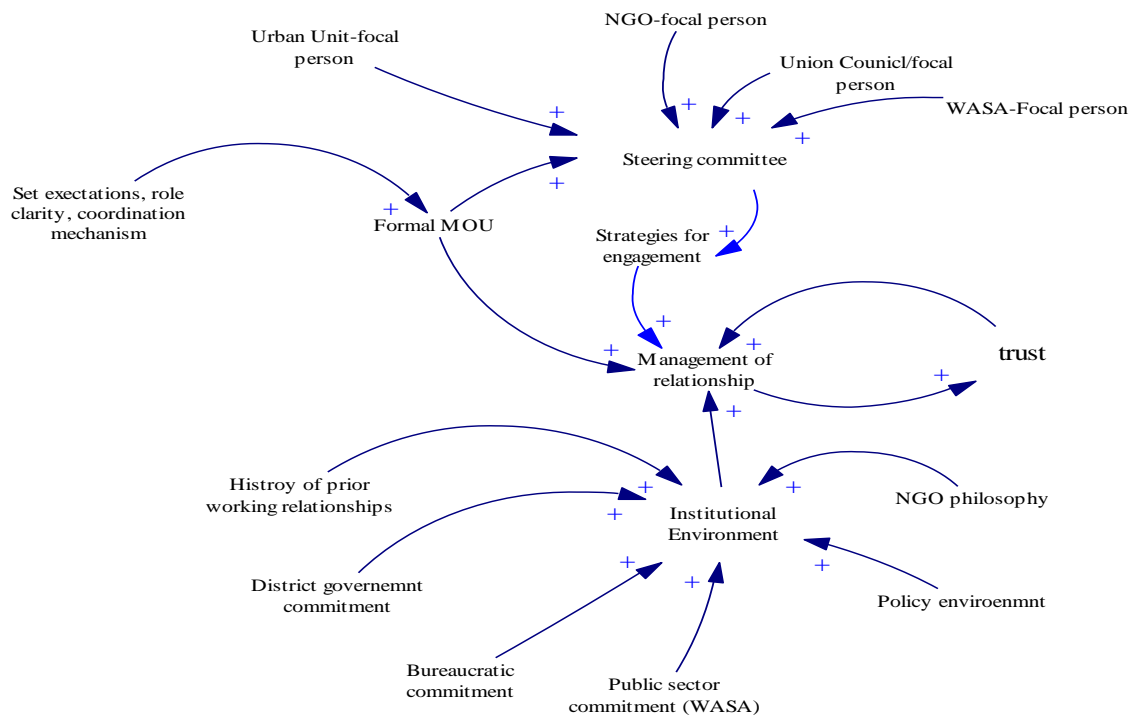 NGO-focal person
Urban Unit-focal
person
Union Counicl/focal
person
WASA-Focal person
+
+
+
+
Steering committee
+
Set exectations, role
clarity, coordination
mechanism
+
Formal MOU
+
Strategies for
engagement
+
+
+
Management of
relationship
trust
+
+
Histroy of prior
working relationships
+
+
NGO philosophy
+
Institutional
Environment
District governemnt
commitment
+
+
+
Policy enviroenmnt
Bureaucratic
commitment
Public sector
commitment (WASA)